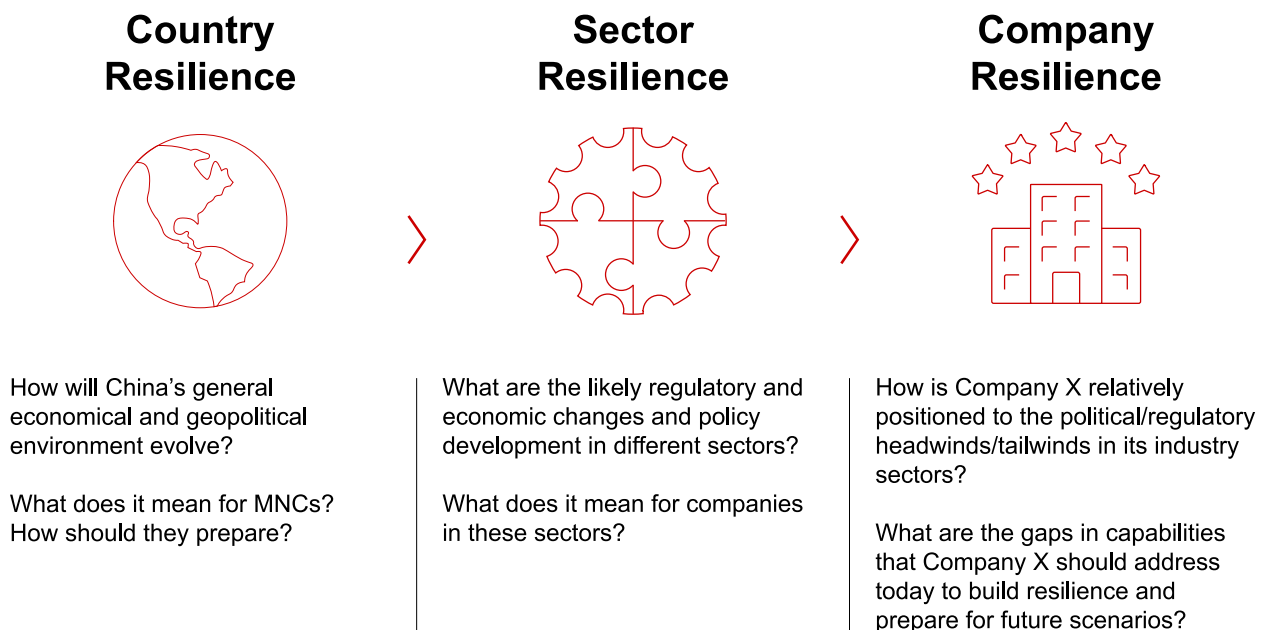 Country
Resilience
Sector
Resilience
Company
Resilience
How will China’s general
economical and geopolitical
environment evolve?
What does it mean for MNCs?
How should they prepare?
What are the likely regulatory and
economic changes and policy
development in different sectors?
What does it mean for companies
in these sectors?
How is Company X relatively
positioned to the political/regulatory
headwinds/tailwinds in its industry
sectors?
What are the gaps in capabilities
that Company X should address
today to build resilience and
prepare for future scenarios?